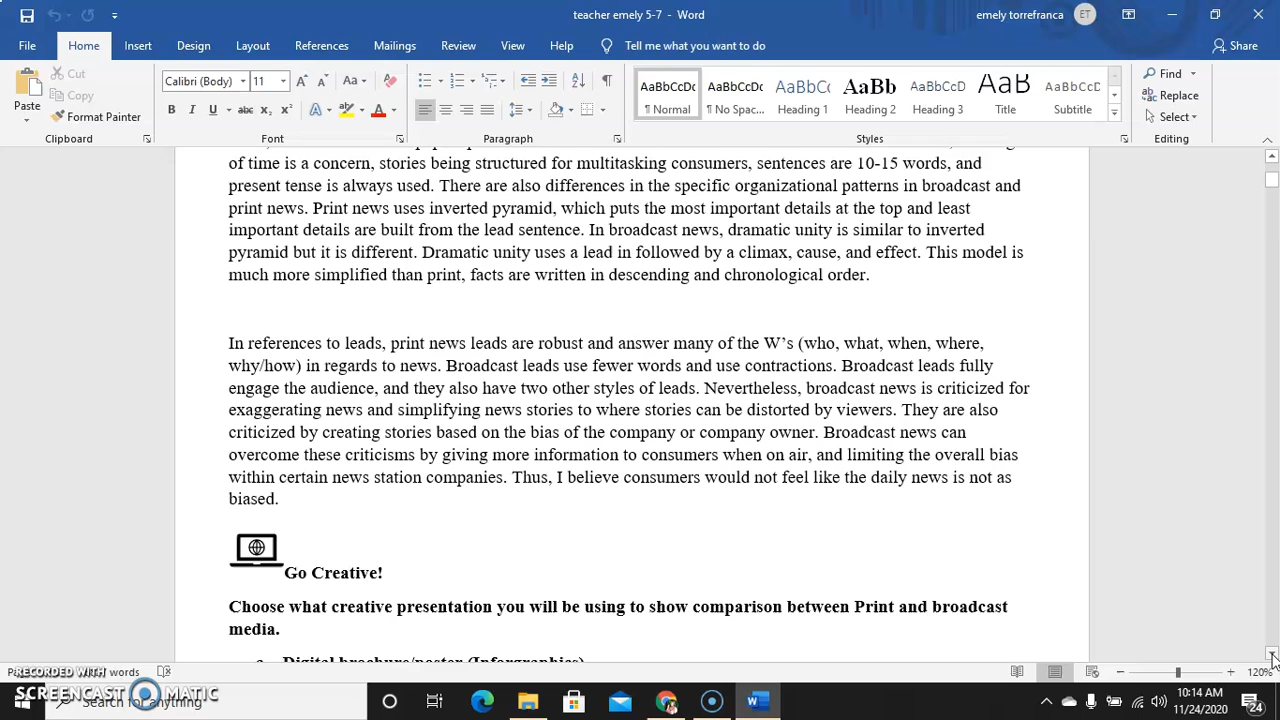 teacher emely 5-7 - Word
emely torrefranca ET
File Home Insert Design Layout References Mailings Review View Help Tell me what you want to do Share
Paste
Cut
Copy
Format Painter
Clipboard
Calibri (Body) 11
Font
Paragraph
AaBbCcDc AaBbCcDc AaBbC AaBb AaBbCcD AaB AaBbCcD
¶ Normal ¶ No Spac... Heading 1 Heading 2 Heading 3 Title Subtitle
Styles
Find
Replace
Select
Editing
of time is a concern, stories being structured for multitasking consumers, sentences are 10-15 words, and
present tense is always used. There are also differences in the specific organizational patterns in broadcast and
print news. Print news uses inverted pyramid, which puts the most important details at the top and least
important details are built from the lead sentence. In broadcast news, dramatic unity is similar to inverted
pyramid but it is different. Dramatic unity uses a lead in followed by a climax, cause, and effect. This model is
much more simplified than print, facts are written in descending and chronological order.
In references to leads, print news leads are robust and answer many of the W's (who, what, when, where,
why/how) in regards to news. Broadcast leads use fewer words and use contractions. Broadcast leads fully
engage the audience, and they also have two other styles of leads. Nevertheless, broadcast news is criticized for
exaggerating news and simplifying news stories to where stories can be distorted by viewers. They are also
criticized by creating stories based on the bias of the company or company owner. Broadcast news can
overcome these criticisms by giving more information to consumers when on air, and limiting the overall bias
within certain news station companies. Thus, I believe consumers would not feel like the daily news is not as
biased.
Go Creative!
Choose what creative presentation you will be using to show comparison between Print and broadcast
media.
Digital brochure/poster (Inforgraphics)
words
120%
RECORDED WITH
SCREENCAST MATIC
for anything
10:14 AM
11/24/2020
24